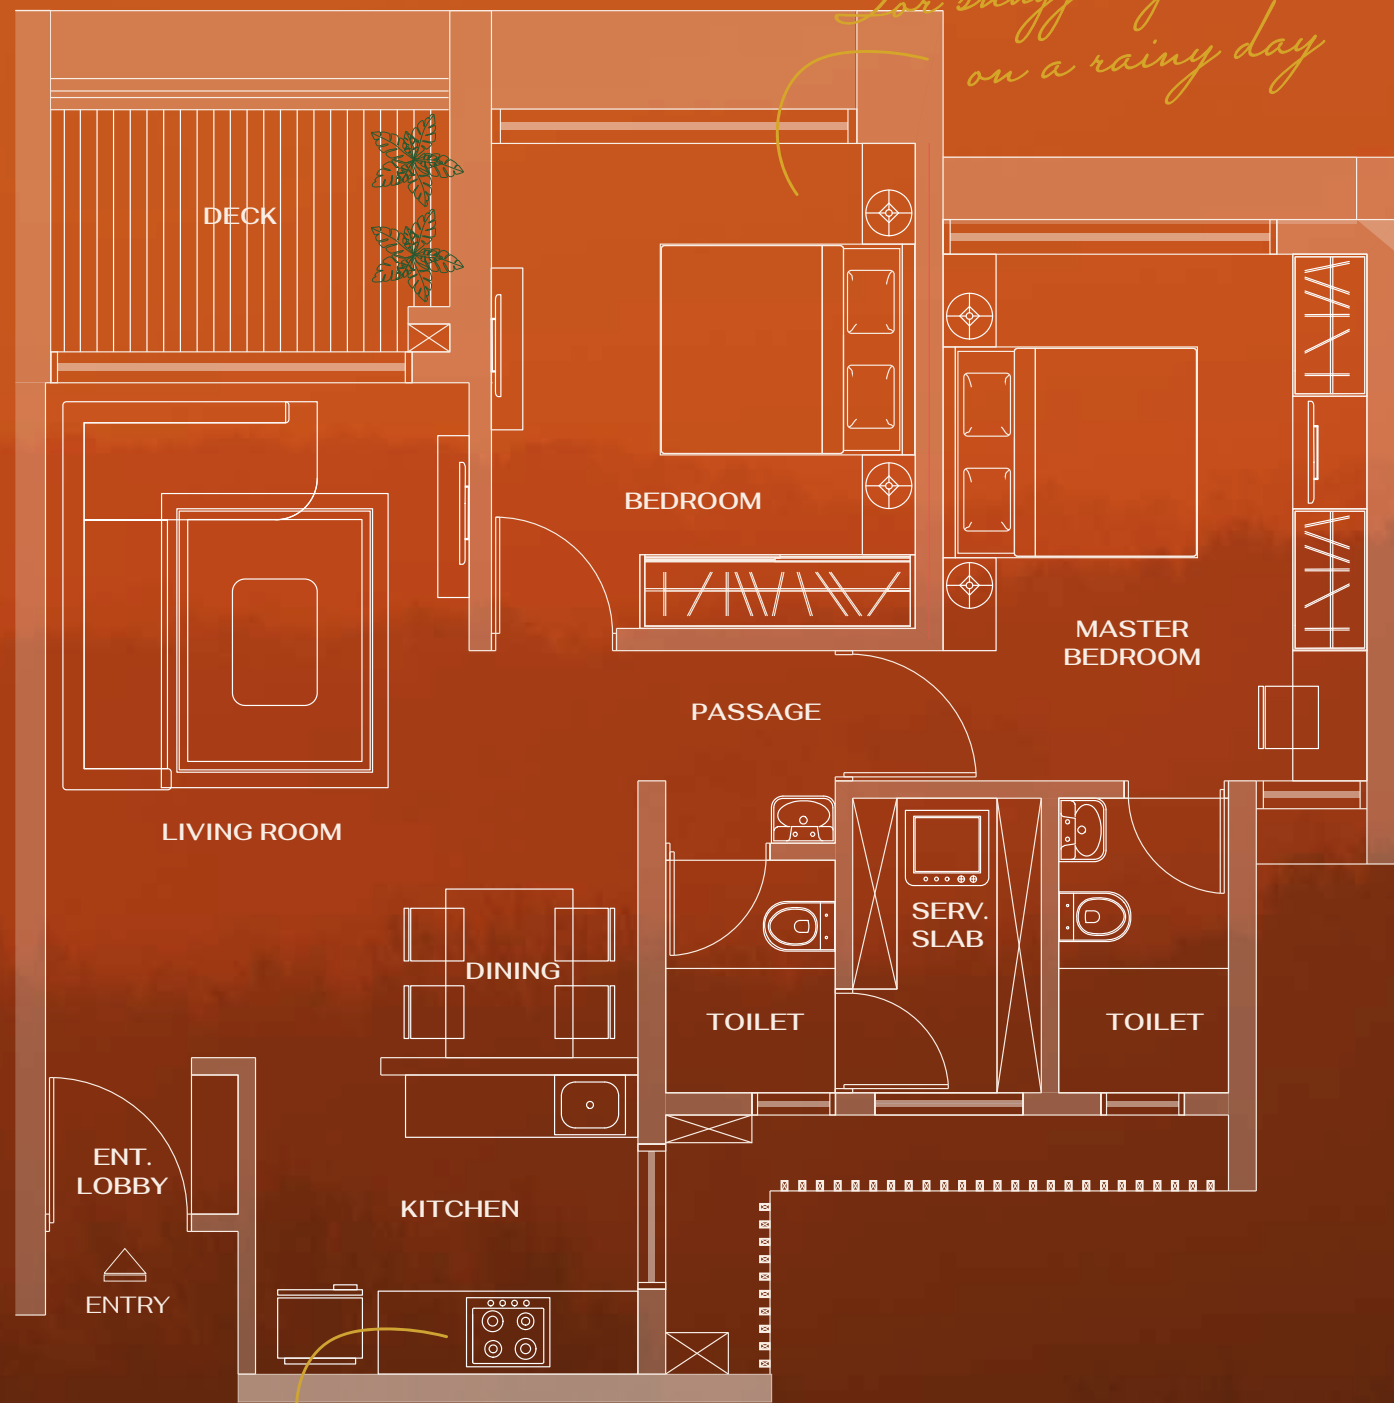 on a rainy day
DECK
BEDROOM
MASTER
BEDROOM
PASSAGE
LIVING ROOM
SERV.
SLAB
DINING
TOILET
TOILET
ENT.
LOBBY
KITCHEN
ENTRY